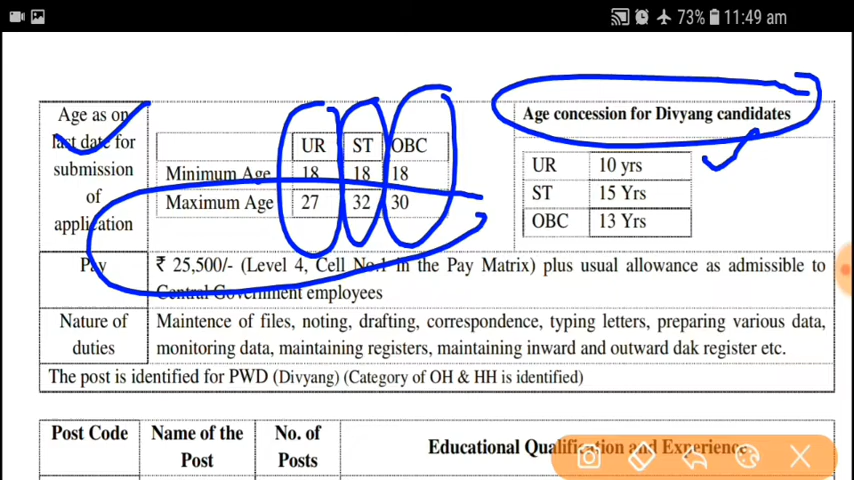 73% 11:49 am
Age as on
last date for
submission
of
application
UR ST OBC
Minimum Age 18 18 18
Maximum Age 27 32 30
Age concession for Divyang candidates
UR 10 yrs
ST 15 Yrs
OBC 13 Yrs
Pay
₹ 25,500/- (Level 4, Cell No.1 in the Pay Matrix) plus usual allowance as admissible to
Central Government employees
Nature of
duties
Maintence of files, noting, drafting, correspondence, typing letters, preparing various data,
monitoring data, maintaining registers, maintaining inward and outward dak register etc.
The post is identified for PWD (Divyang) (Category of OH & HH is identified)
Post Code
Name of the
Post
No. of
Posts
Educational Qualification and Experience